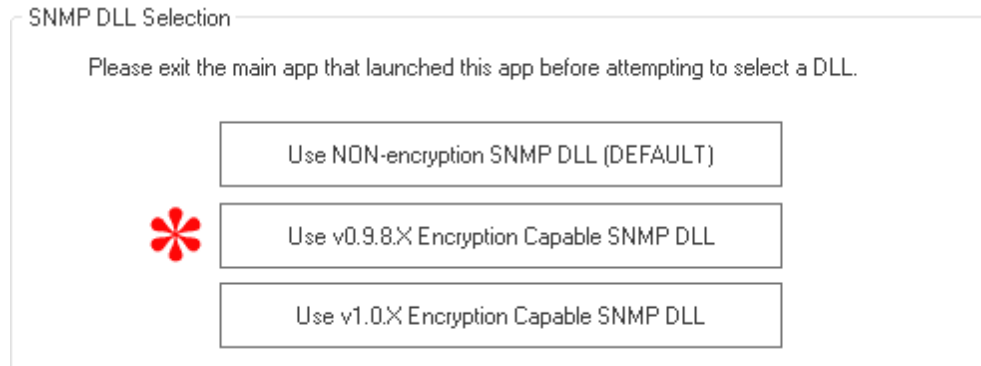 SNMP DLL Selection
Please exit the main app that launched this app before attempting to select a DLL.
Use NON-encryption SNMP DLL (DEFAULT)
Use v0.9.8.X Encryption Capable SNMP DLL
Use v1.0.X Encryption Capable SNMP DLL